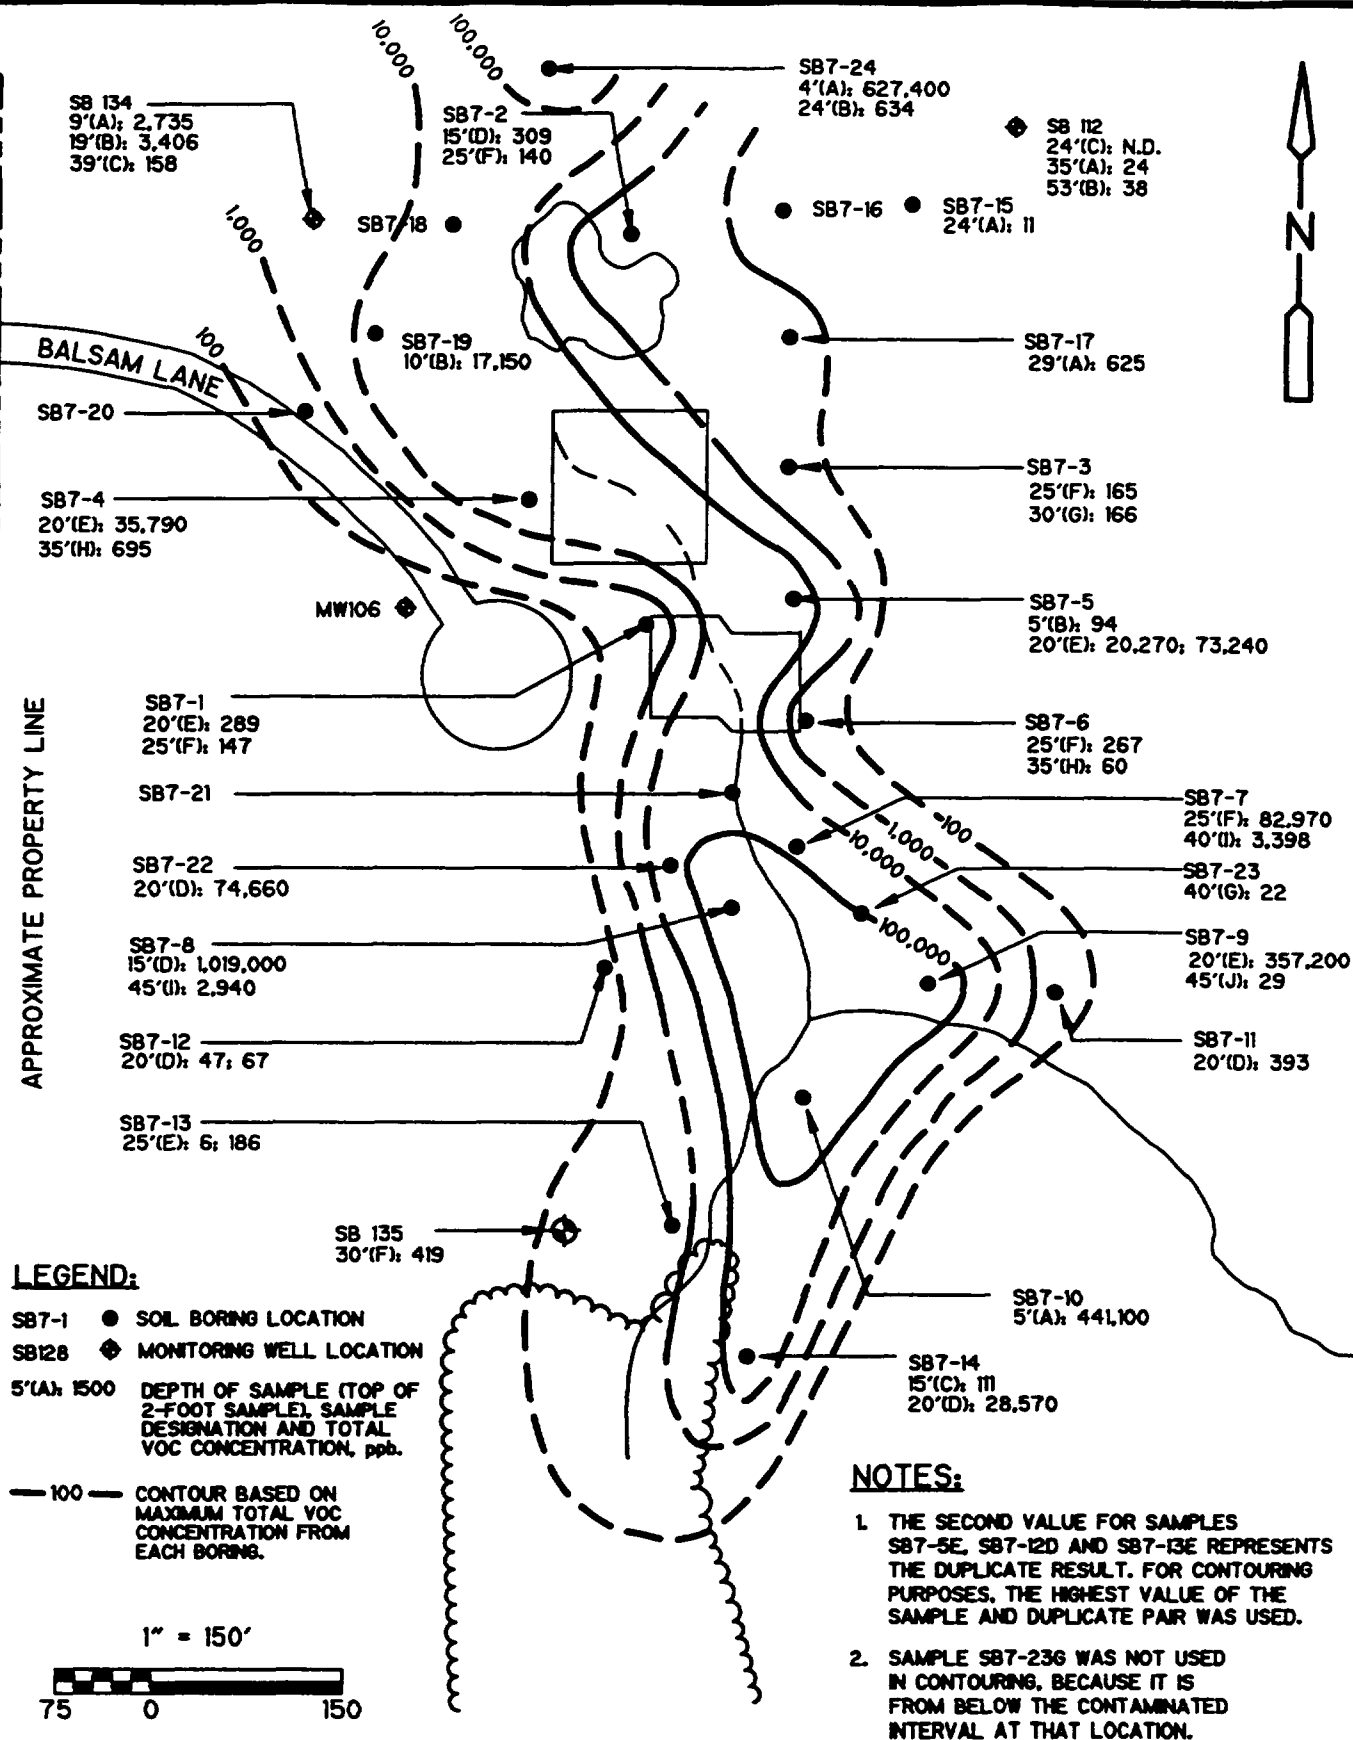 10,000
100,000
SB7-24
4'(A): 627,400
24'(B): 634
SB 134
9'(A): 2,735
19'(B): 3,406
39'(C): 158
SB7-2
15'(D): 309
25'(F): 140
SB 112
24'(C): N.D.
35'(A): 24
53'(B): 38
1,000
SB7-18
SB7-16
SB7-15
24'(A): 11
N
100
BALSAM LANE
SB7-19
10'(B): 17,150
SB7-17
29'(A): 625
SB7-20
SB7-4
20'(E): 35,790
35'(H): 695
SB7-3
25'(F): 165
30'(G): 166
MW106
SB7-5
5'(B): 94
20'(E): 20,270; 73,240
APPROXIMATE PROPERTY LINE
SB7-1
20'(E): 289
25'(F): 147
SB7-6
25'(F): 267
35'(H): 60
SB7-21
SB7-7
25'(F): 82,970
40'(I): 3,398
100
1,000
10,000
SB7-22
20'(D): 74,660
SB7-23
40'(G): 22
100,000
SB7-8
15'(D): 1,019,000
45'(I): 2,940
SB7-9
20'(E): 357,200
45'(J): 29
SB7-12
20'(D): 47; 67
SB7-11
20'(D): 393
SB7-13
25'(E): 6; 186
SB 135
30'(F): 419
SB7-10
5'(A): 441,100
SB7-14
15'(C): 111
20'(D): 28,570
LEGEND:
SB7-1 SOIL BORING LOCATION
SB128 MONITORING WELL LOCATION
5'(A): 1500 DEPTH OF SAMPLE (TOP OF
2-FOOT SAMPLE), SAMPLE
DESIGNATION AND TOTAL
VOC CONCENTRATION, ppb.
100 CONTOUR BASED ON
MAXIMUM TOTAL VOC
CONCENTRATION FROM
EACH BORING.
1" = 150'
75 0 150
NOTES:
1. THE SECOND VALUE FOR SAMPLES
SB7-5E, SB7-12D AND SB7-13E REPRESENTS
THE DUPLICATE RESULT. FOR CONTOURING
PURPOSES, THE HIGHEST VALUE OF THE
SAMPLE AND DUPLICATE PAIR WAS USED.
2. SAMPLE SB7-23G WAS NOT USED
IN CONTOURING, BECAUSE IT IS
FROM BELOW THE CONTAMINATED
INTERVAL AT THAT LOCATION.